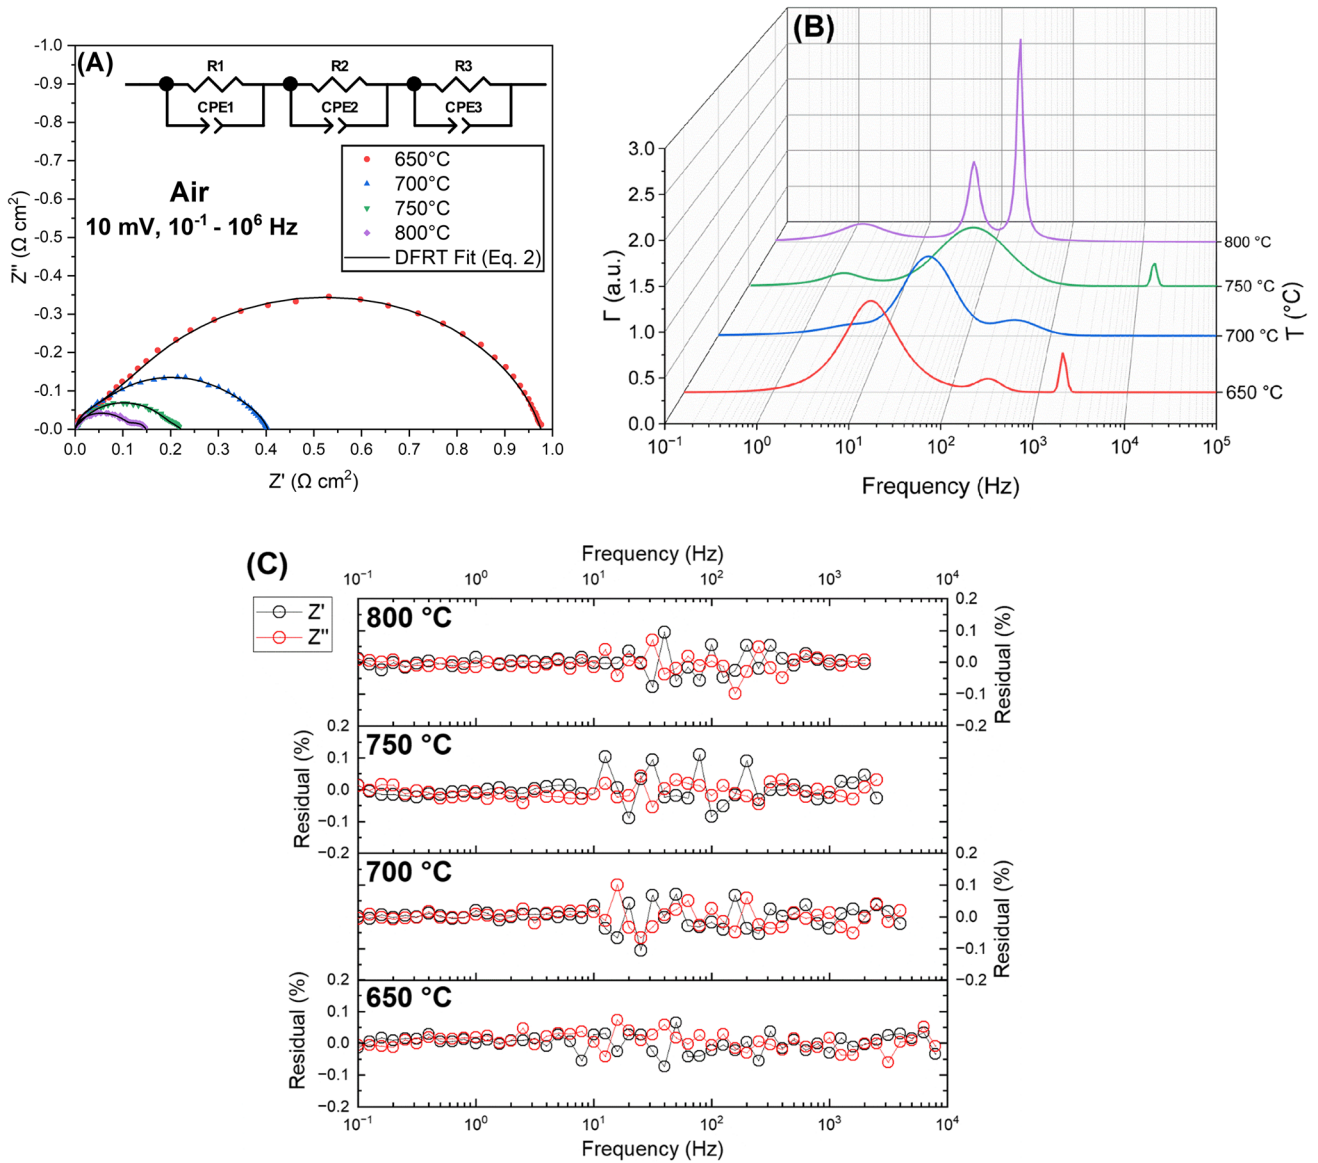 (A)
-1.0
-0.9
-0.8
-0.7
-0.6
-0.5
-0.4
-0.3
-0.2
-0.1
-0.0
Z" (Ω cm²)
R1
R2
R3
CPE1
CPE2
CPE3
650°C
700°C
750°C
800°C
DFRT Fit (Eq. 2)
Air
10 mV, 10⁻¹ - 10⁶ Hz
0.0 0.1 0.2 0.3 0.4 0.5 0.6 0.7 0.8 0.9 1.0
Z' (Ω cm²)
(B)
3.0
2.5
2.0
1.5
1.0
0.5
0.0
Γ (a.u.)
800 °C
750 °C
700 °C
650 °C
T (°C)
10⁻¹ 10⁰ 10¹ 10² 10³ 10⁴ 10⁵
Frequency (Hz)
(C)
Frequency (Hz)
10⁻¹ 10⁰ 10¹ 10² 10³ 10⁴
Z'
Z"
800 °C
0.2
0.1
0.0
−0.1
−0.2
Residual (%)
750 °C
0.2
0.1
0.0
−0.1
−0.2
Residual (%)
700 °C
0.2
0.1
0.0
−0.1
−0.2
Residual (%)
650 °C
0.2
0.1
0.0
−0.1
−0.2
Residual (%)
10⁻¹ 10⁰ 10¹ 10² 10³ 10⁴
Frequency (Hz)